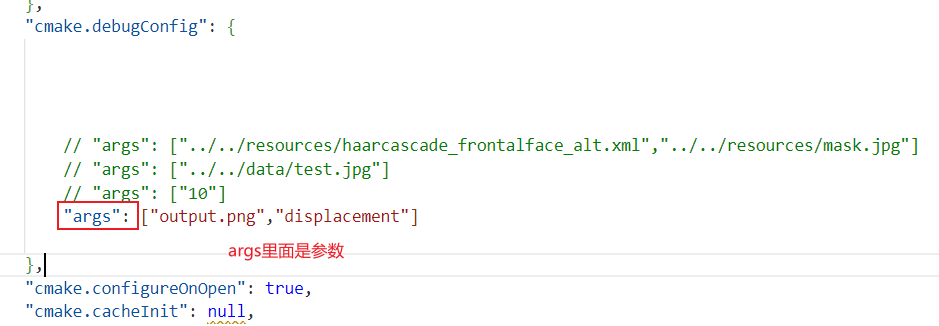 },
"cmake.debugConfig": {
// "args": ["../../resources/haarcascade_frontalface_alt.xml","../../resources/mask.jpg"]
// "args": ["../../data/test.jpg"]
// "args": ["10"]
"args": ["output.png","displacement"]
args里面是参数
},
"cmake.configureOnOpen": true,
"cmake.cacheInit": null,